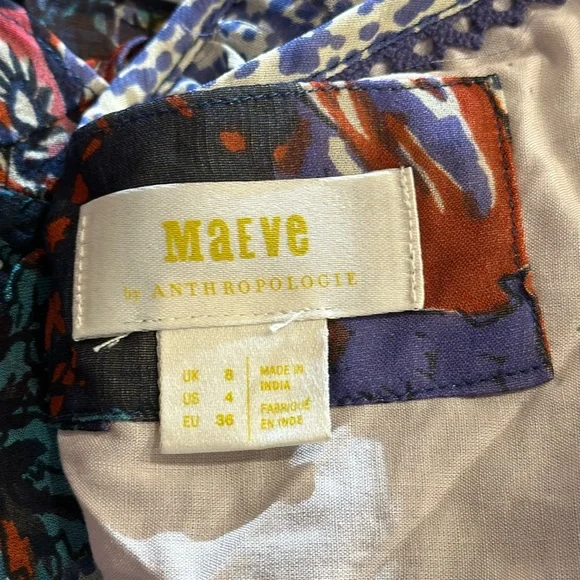 MaEve
by ANTHROPOLOGIE
UK 8
US 4
EU 36
MADE IN
INDIA
FABRIQUÉ
EN INDE